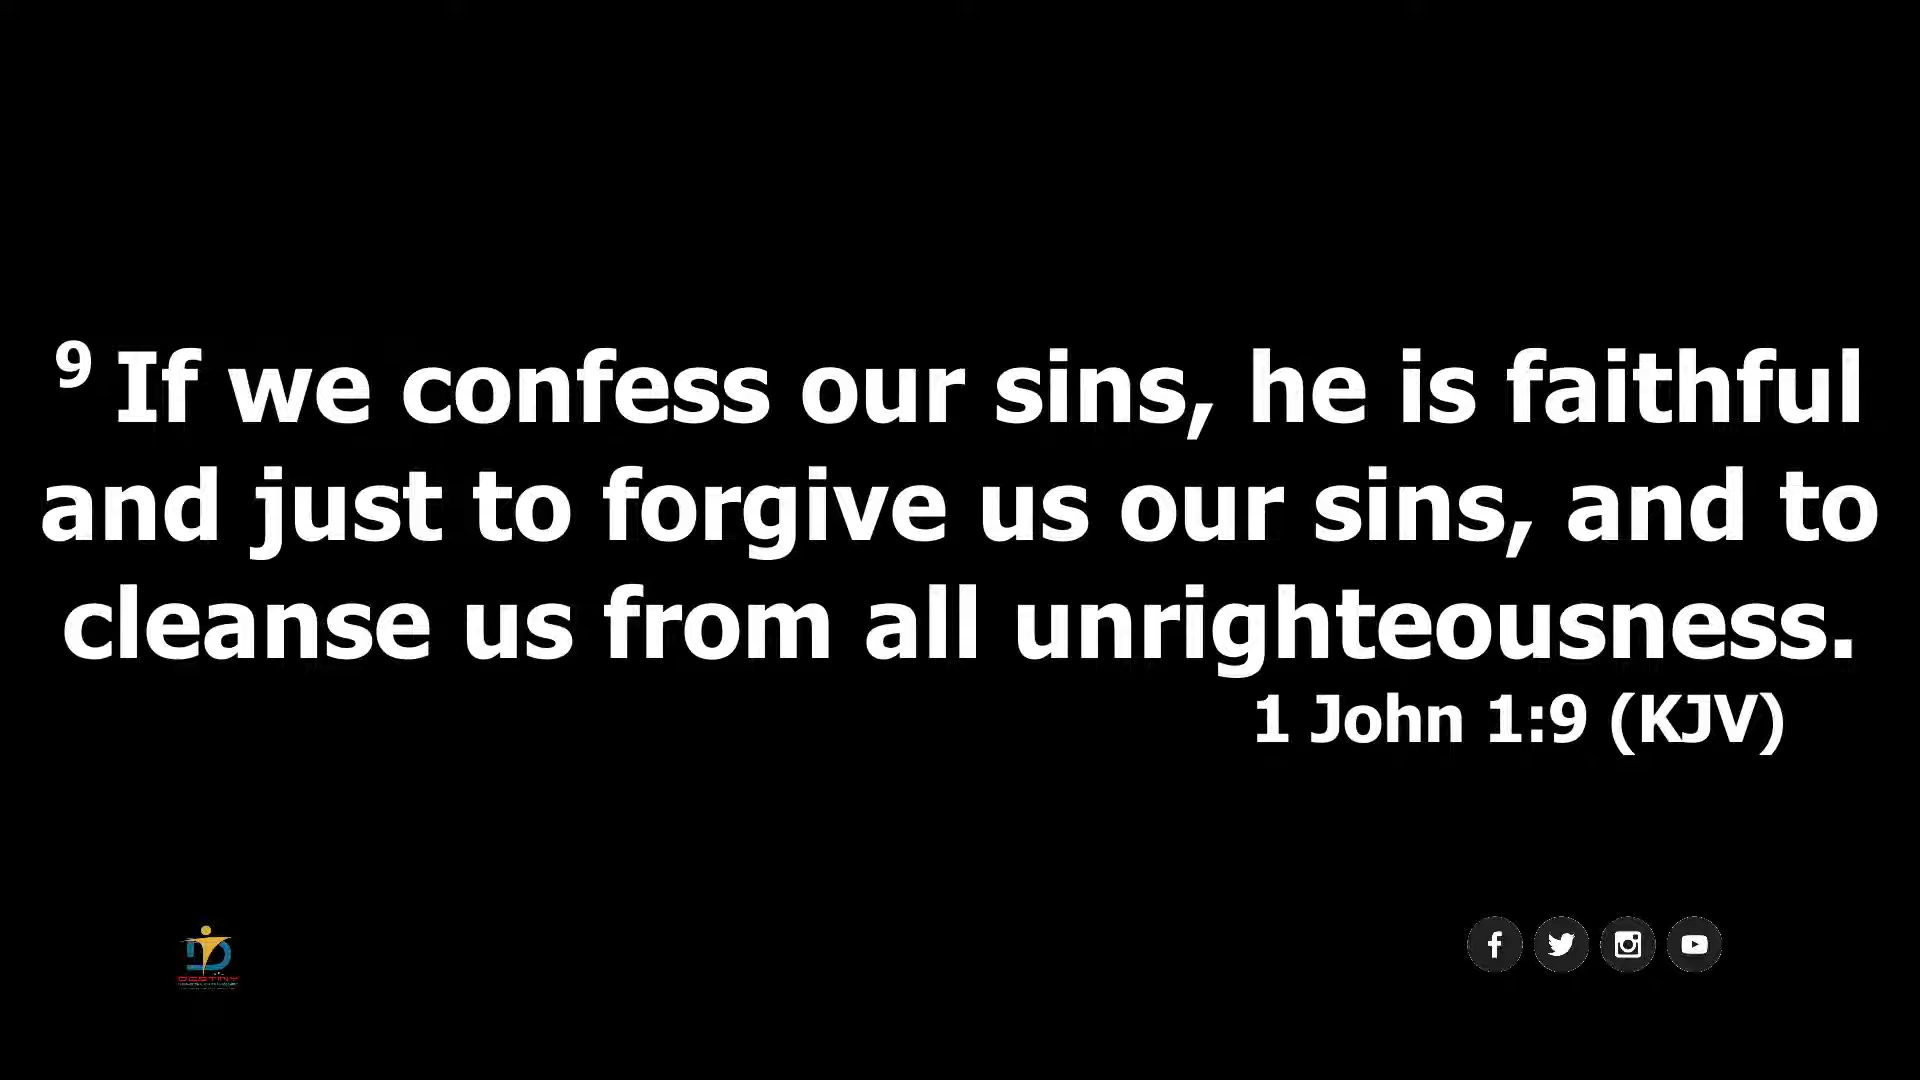 ⁹ If we confess our sins, he is faithful
and just to forgive us our sins, and to
cleanse us from all unrighteousness.
1 John 1:9 (KJV)
DESTINY